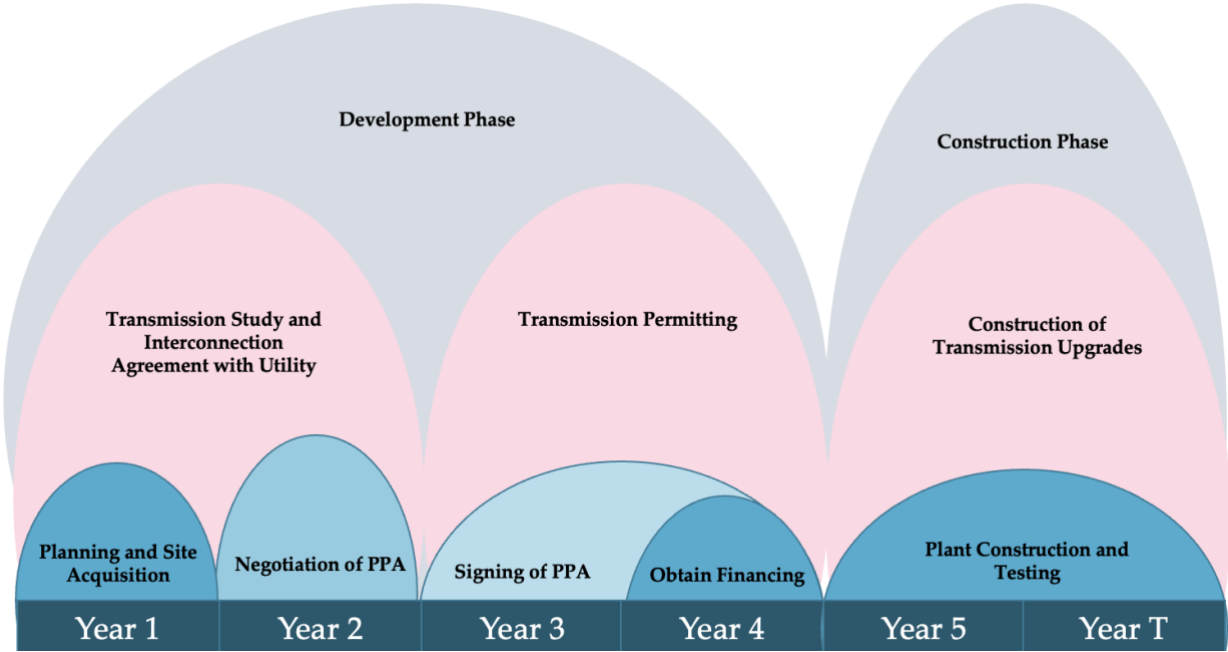 Development Phase
Construction Phase
Transmission Study and
Interconnection
Agreement with Utility
Transmission Permitting
Construction of
Transmission Upgrades
Planning and Site
Acquisition
Negotiation of PPA
Signing of PPA
Obtain Financing
Plant Construction and
Testing
Year 1
Year 2
Year 3
Year 4
Year 5
Year T